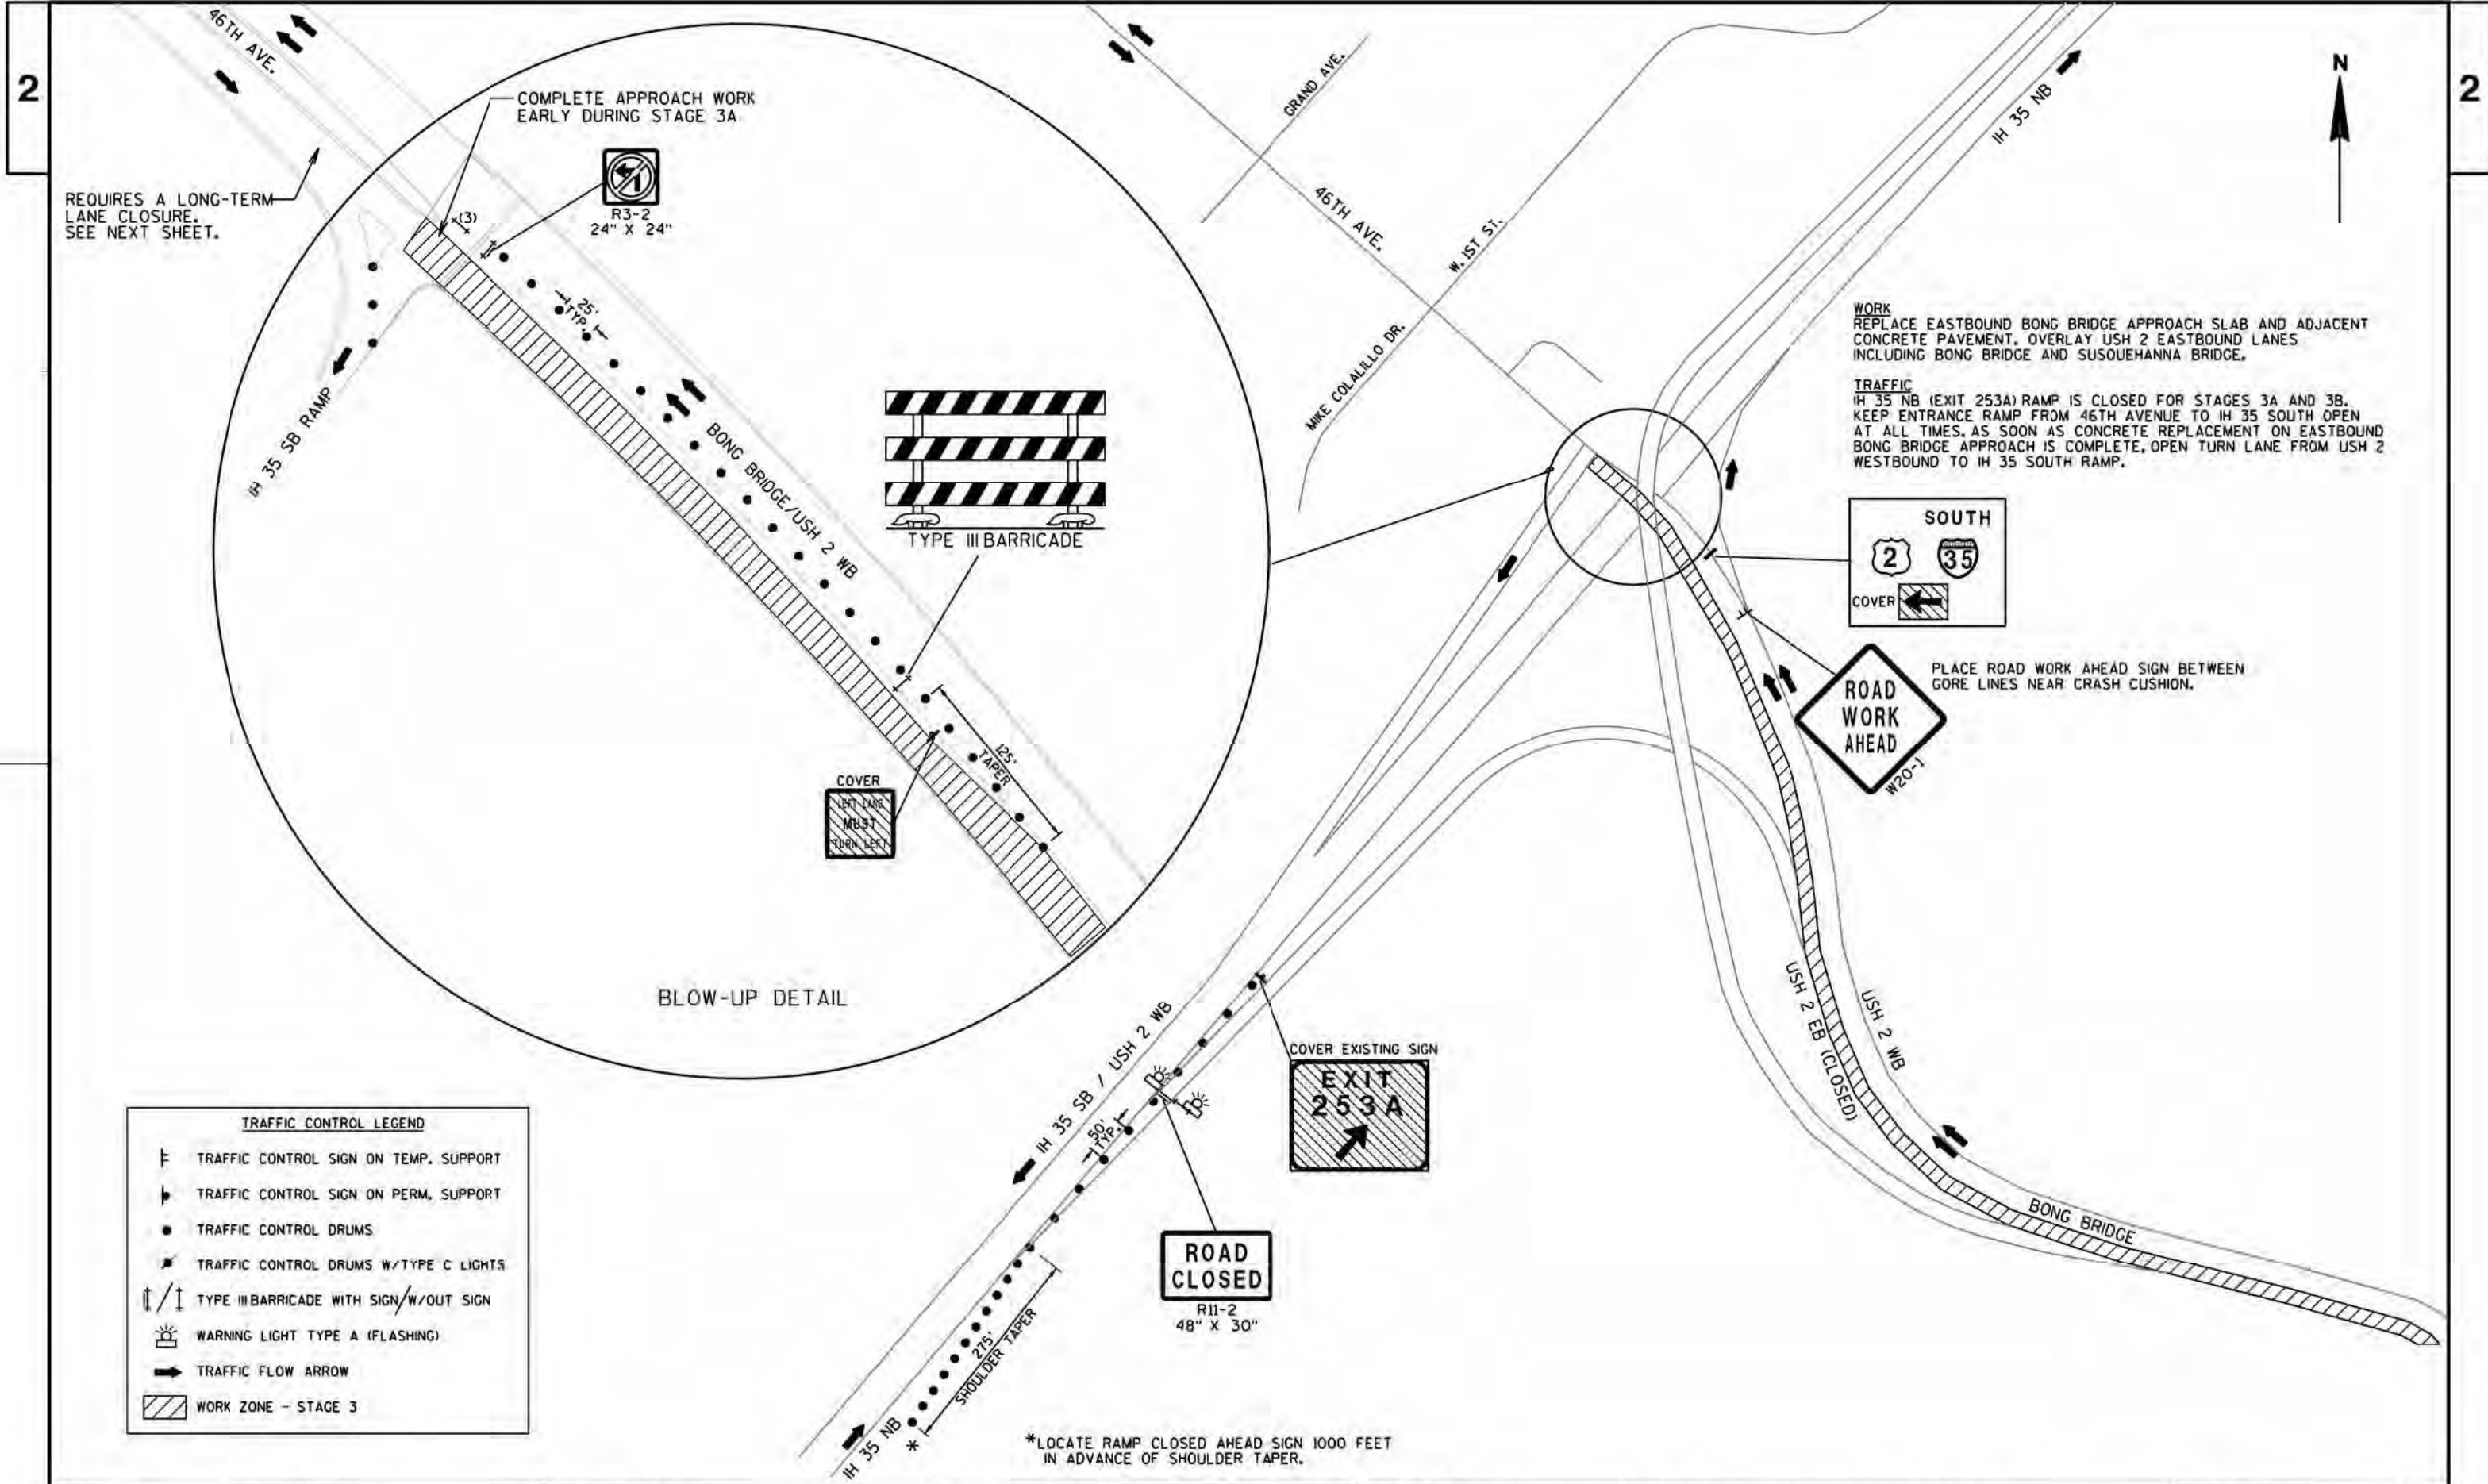 2
2
46TH AVE.
COMPLETE APPROACH WORK
EARLY DURING STAGE 3A
REQUIRES A LONG-TERM
LANE CLOSURE.
SEE NEXT SHEET.
x(3)
R3-2
24" X 24"
25'
TYP.
IH 35 SB RAMP
BONG BRIDGE/USH 2 WB
TYPE III BARRICADE
125'
TAPER
COVER
LEFT LANE
MUST
TURN LEFT
BLOW-UP DETAIL
GRAND AVE.
46TH AVE.
W. 1ST ST.
MIKE COLALILLO DR.
IH 35 NB
N
WORK
REPLACE EASTBOUND BONG BRIDGE APPROACH SLAB AND ADJACENT
CONCRETE PAVEMENT. OVERLAY USH 2 EASTBOUND LANES
INCLUDING BONG BRIDGE AND SUSQUEHANNA BRIDGE.
TRAFFIC
IH 35 NB (EXIT 253A) RAMP IS CLOSED FOR STAGES 3A AND 3B.
KEEP ENTRANCE RAMP FROM 46TH AVENUE TO IH 35 SOUTH OPEN
AT ALL TIMES. AS SOON AS CONCRETE REPLACEMENT ON EASTBOUND
BONG BRIDGE APPROACH IS COMPLETE, OPEN TURN LANE FROM USH 2
WESTBOUND TO IH 35 SOUTH RAMP.
SOUTH
2 35
COVER
ROAD
WORK
AHEAD
W20-1
PLACE ROAD WORK AHEAD SIGN BETWEEN
GORE LINES NEAR CRASH CUSHION.
USH 2 EB (CLOSED)
USH 2 WB
BONG BRIDGE
IH 35 SB / USH 2 WB
COVER EXISTING SIGN
EXIT
253A
50'
TYP.
ROAD
CLOSED
R11-2
48" X 30"
275'
SHOULDER TAPER
IH 35 NB
*
*LOCATE RAMP CLOSED AHEAD SIGN 1000 FEET
IN ADVANCE OF SHOULDER TAPER.
TRAFFIC CONTROL LEGEND
TRAFFIC CONTROL SIGN ON TEMP. SUPPORT
TRAFFIC CONTROL SIGN ON PERM. SUPPORT
TRAFFIC CONTROL DRUMS
TRAFFIC CONTROL DRUMS W/TYPE C LIGHTS
TYPE III BARRICADE WITH SIGN/W/OUT SIGN
WARNING LIGHT TYPE A (FLASHING)
TRAFFIC FLOW ARROW
WORK ZONE - STAGE 3